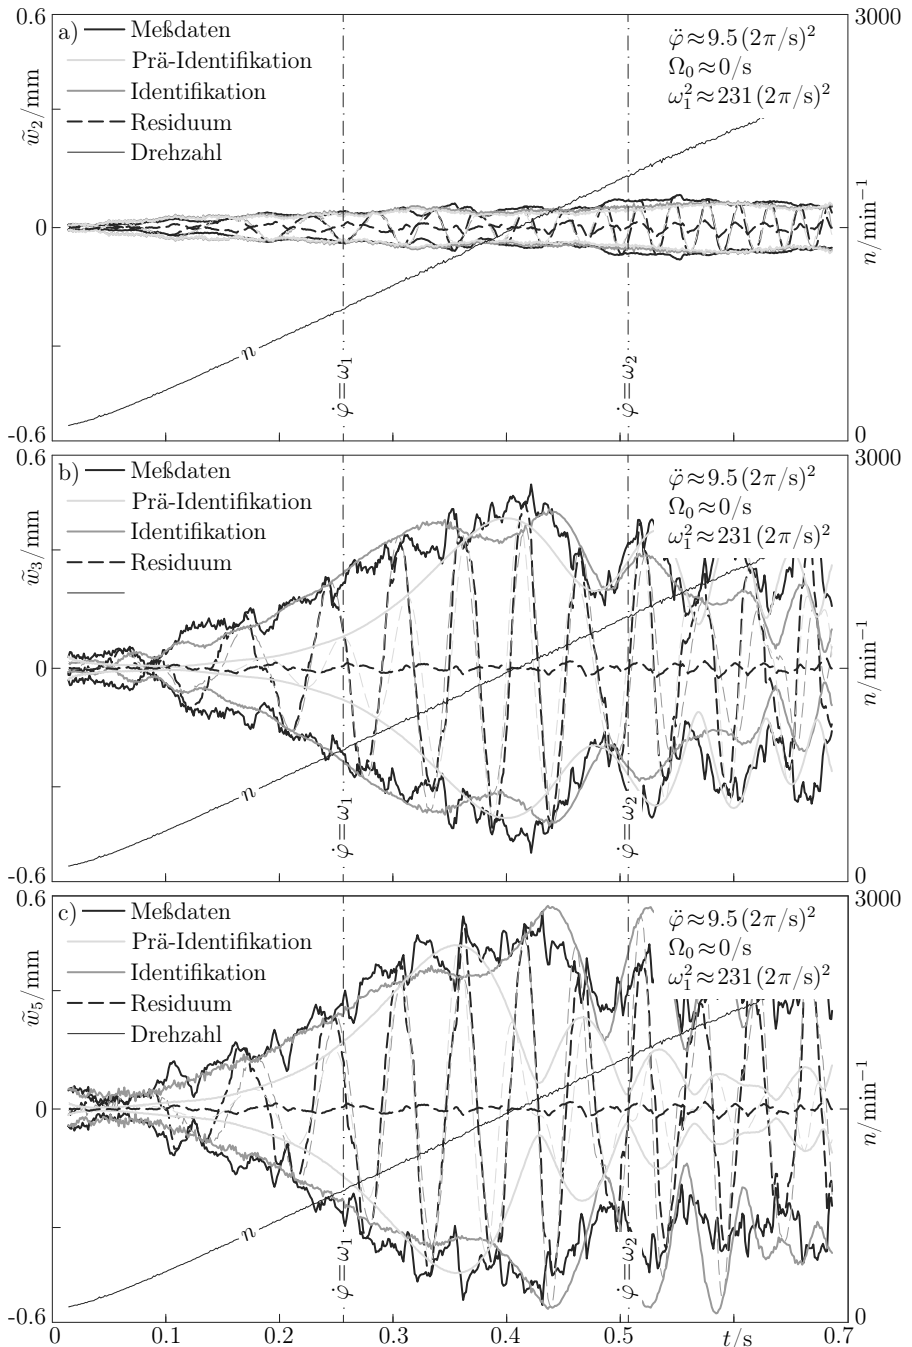 0.6
3000
a)
Meßdaten
Prä-Identifikation
Identifikation
Residuum
Drehzahl
φ̈≈9.5(2π/s)²
Ω₀≈0/s
ω₁²≈231(2π/s)²
w̃₂/mm
0
n/min⁻¹
n
φ̇=ω₁
φ̇=ω₂
-0.6
0
0.6
3000
b)
Meßdaten
Prä-Identifikation
Identifikation
Residuum
φ̈≈9.5(2π/s)²
Ω₀≈0/s
ω₁²≈231(2π/s)²
w̃₃/mm
0
n/min⁻¹
n
φ̇=ω₁
φ̇=ω₂
-0.6
0
0.6
3000
c)
Meßdaten
Prä-Identifikation
Identifikation
Residuum
Drehzahl
φ̈≈9.5(2π/s)²
Ω₀≈0/s
ω₁²≈231(2π/s)²
w̃₅/mm
0
n/min⁻¹
n
φ̇=ω₁
φ̇=ω₂
-0.6
0
0 0.1 0.2 0.3 0.4 0.5 t/s 0.7